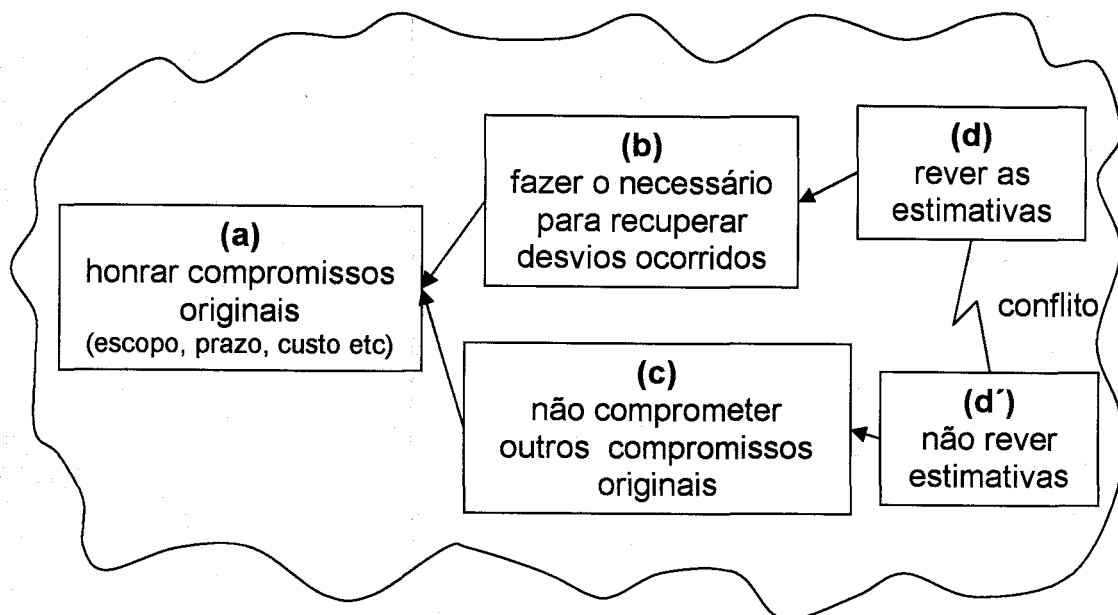 (a)
honrar compromissos
originais
(escopo, prazo, custo etc)
(b)
fazer o necessário
para recuperar
desvios ocorridos
(c)
não comprometer
outros compromissos
originais
(d)
rever as
estimativas
conflito
(d´)
não rever
estimativas